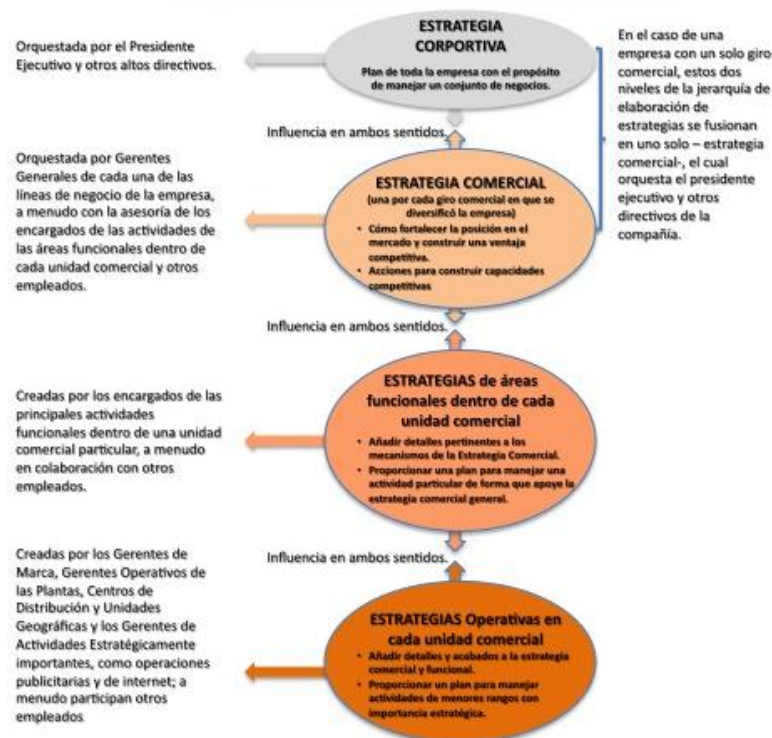 ESTRATEGIA
CORPORTIVA
Plan de toda la empresa con el propósito
de manejar un conjunto de negocios.
Orquestada por el Presidente
Ejecutivo y otros altos directivos.
En el caso de una
empresa con un solo giro
comercial, estos dos
niveles de la jerarquía de
elaboración de
estrategias se fusionan
en uno solo – estrategia
comercial-, el cual
orquesta el presidente
ejecutivo y otros
directivos de la
compañía.
Influencia en ambos sentidos.
Orquestada por Gerentes
Generales de cada una de las
líneas de negocio de la empresa,
a menudo con la asesoría de los
encargados de las actividades de
las áreas funcionales dentro de
cada unidad comercial y otros
empleados.
ESTRATEGIA COMERCIAL
(una por cada giro comercial en que se
diversificó la empresa)
• Cómo fortalecer la posición en el
mercado y construir una ventaja
competitiva.
• Acciones para construir capacidades
competitivas
Influencia en ambos sentidos.
ESTRATEGIAS de áreas
funcionales dentro de cada
unidad comercial
• Añadir detalles pertinentes a los
mecanismos de la Estrategia Comercial.
• Proporcionar una plan para manejar una
actividad particular de forma que apoye la
estrategia comercial general.
Creadas por los encargados de las
principales actividades
funcionales dentro de una unidad
comercial particular, a menudo
en colaboración con otros
empleados.
Influencia en ambos sentidos.
Creadas por los Gerentes de
Marca, Gerentes Operativos de
las Plantas, Centros de
Distribución y Unidades
Geográficas y los Gerentes de
Actividades Estratégicamente
importantes, como operaciones
publicitarias y de internet; a
menudo participan otros
empleados
ESTRATEGIAS Operativas en
cada unidad comercial
• Añadir detalles y acabados a la estrategia
comercial y funcional.
• Proporcionar un plan para manejar
actividades de menores rangos con
importancia estratégica.